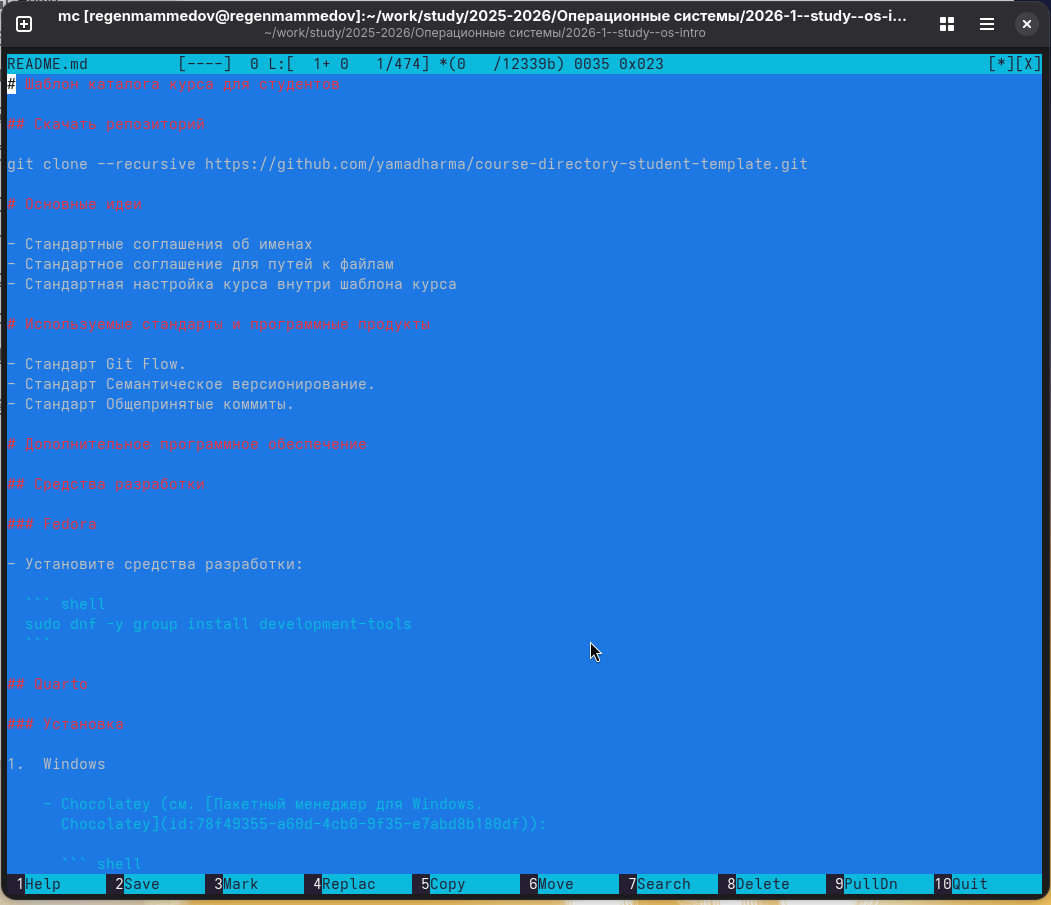 mc [regenmammedov@regenmammedov]:~/work/study/2025-2026/Операционные системы/2026-1--study--os-i...
~/work/study/2025-2026/Операционные системы/2026-1--study--os-intro
README.md [----] 0 L:[ 1+ 0 1/474] *(0 /12339b) 0035 0x023 [*][X]
# Шаблон каталога курса для студентов
## Скачать репозиторий
git clone --recursive https://github.com/yamadharma/course-directory-student-template.git
# Основные идеи
- Стандартные соглашения об именах
- Стандартное соглашение для путей к файлам
- Стандартная настройка курса внутри шаблона курса
# Используемые стандарты и программные продукты
- Стандарт Git Flow.
- Стандарт Семантическое версионирование.
- Стандарт Общепринятые коммиты.
# Дополнительное программное обеспечение
## Средства разработки
### Fedora
- Установите средства разработки:
``` shell
sudo dnf -y group install development-tools
```
## Quarto
### Установка
1. Windows
- Chocolatey (см. [Пакетный менеджер для Windows.
Chocolatey](id:78f49355-a60d-4cb0-9f35-e7abd8b180df)):
``` shell
1Help 2Save 3Mark 4Replac 5Copy 6Move 7Search 8Delete 9PullDn 10Quit